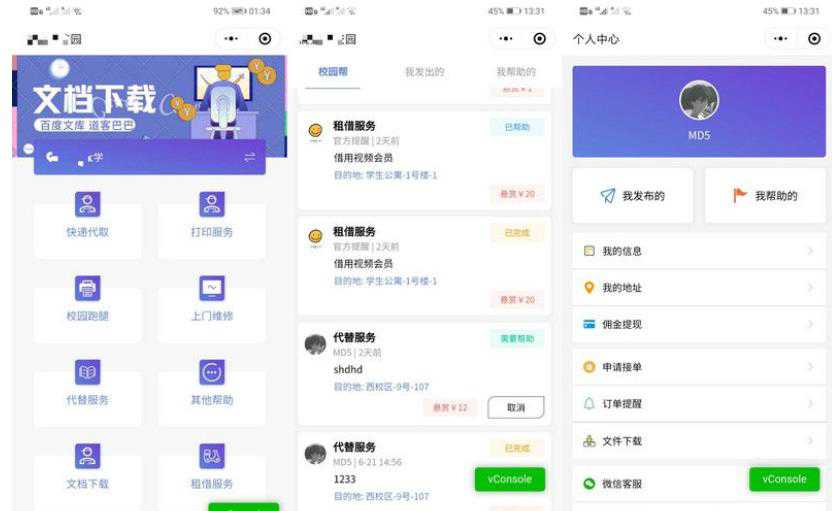 92% 01:34
园
文档下载
百度文库 道客巴巴
学
快递代取
打印服务
校园跑腿
上门维修
代替服务
其他帮助
文档下载
租借服务
45% 13:31
园
校园帮
我发出的
我帮助的
租借服务
已帮助
官方提醒 | 2天前
借用视频会员
目的地: 学生公寓-1号楼-1
悬赏￥20
租借服务
已完成
官方提醒 | 2天前
借用视频会员
目的地: 学生公寓-1号楼-1
悬赏￥20
代替服务
需要帮助
MD5 | 2天前
shdhd
目的地: 西校区-9号-107
悬赏￥12
取消
代替服务
已完成
MD5 | 6-21 14:56
1233
目的地: 西校区-9号-107
vConsole
45% 13:31
个人中心
MD5
我发布的
我帮助的
我的信息
我的地址
佣金提现
申请接单
订单提醒
文件下载
微信客服
vConsole